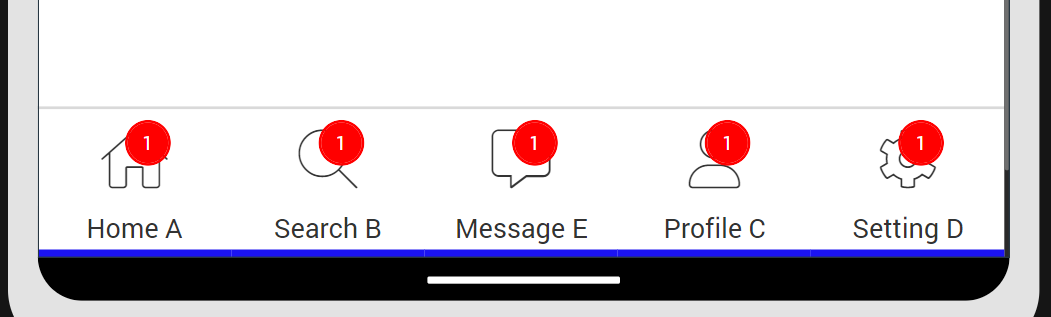 1 1 1 1 1
Home A Search B Message E Profile C Setting D